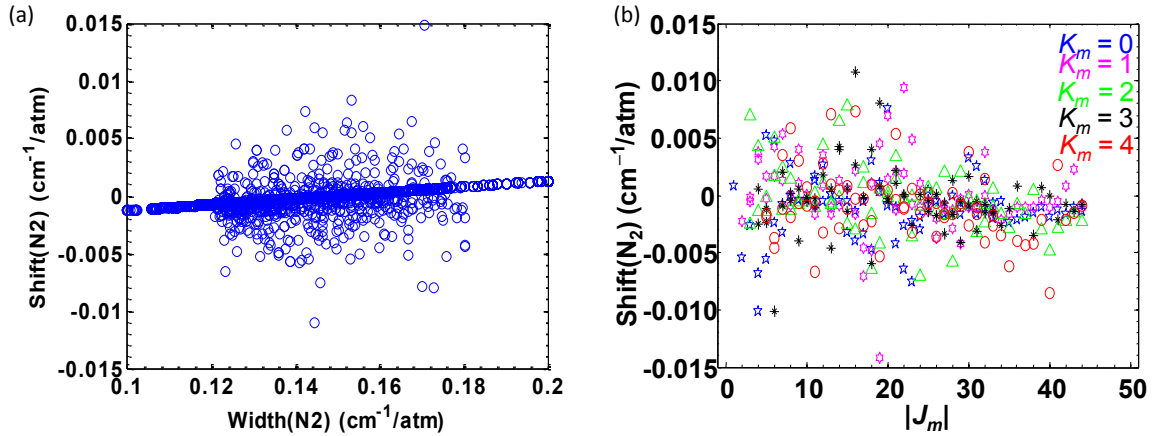 (a)
0.015
0.01
0.005
0
-0.005
-0.01
-0.015
0.1 0.12 0.14 0.16 0.18 0.2
Shift(N2) (cm⁻¹/atm)
Width(N2) (cm⁻¹/atm)
(b)
0.015
0.010
0.005
0.000
-0.005
-0.010
-0.015
0 10 20 30 40 50
Shift(N₂) (cm⁻¹/atm)
|Jₘ|
Kₘ = 0
Kₘ = 1
Kₘ = 2
Kₘ = 3
Kₘ = 4